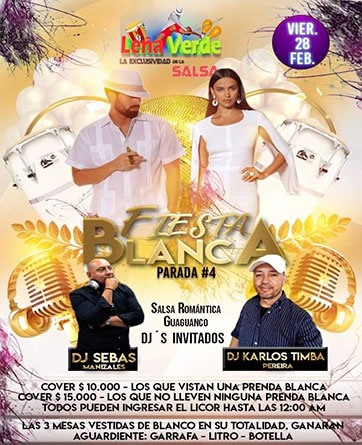 Leña Verde
LA EXCLUSIVIDAD EN LA
SALSA
VIER.
28
FEB.
FIESTA
BLANCA
PARADA #4
SALSA ROMÁNTICA
GUAGUANCO
DJ´S INVITADOS
DJ SEBAS
MANIZALES
DJ KARLOS TIMBA
PEREIRA
COVER $ 10.000 - LOS QUE VISTAN UNA PRENDA BLANCA
COVER $ 15.000 - LOS QUE NO LLEVEN NINGUNA PRENDA BLANCA
TODOS PUEDEN INGRESAR EL LICOR HASTA LAS 12:00 AM
LAS 3 MESAS VESTIDAS DE BLANCO EN SU TOTALIDAD, GANARAN
AGUARDIENTE: GARRAFA - LITRO - BOTELLA